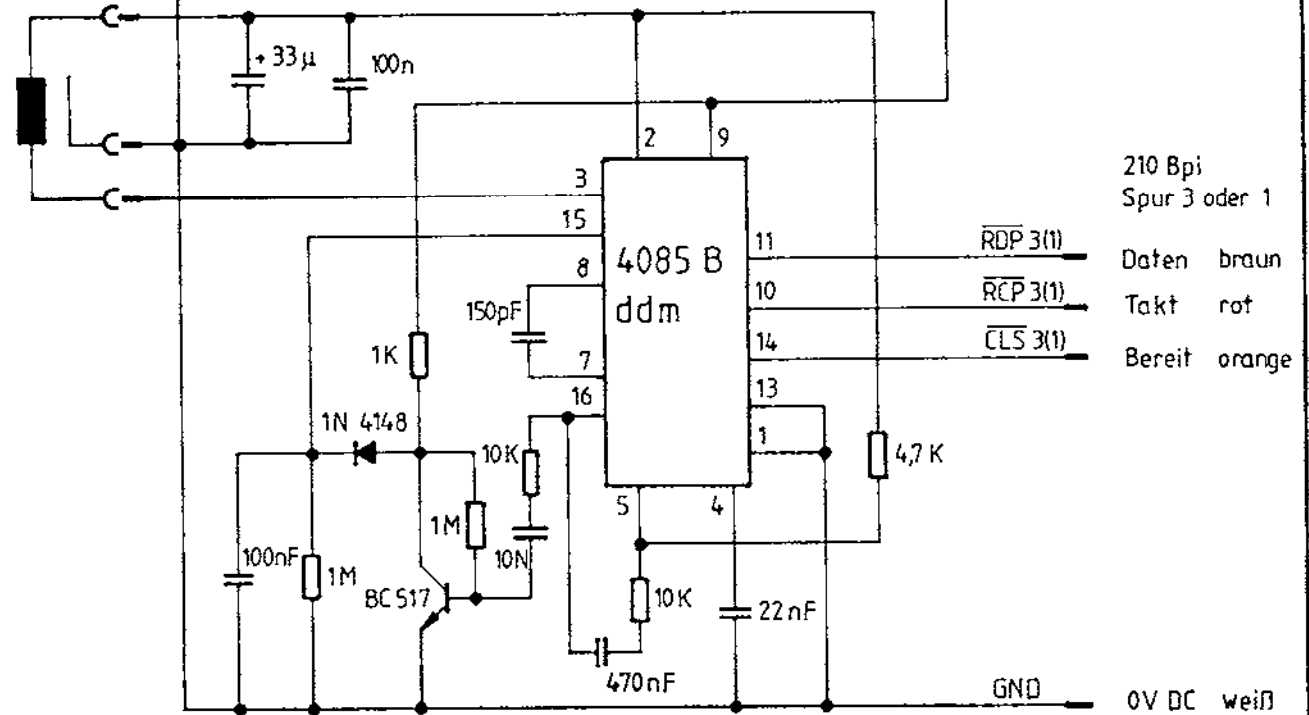 + 33µ
100n
2
9
210 Bpi
Spur 3 oder 1
3
15
11
RDP 3(1)
Daten braun
8
4085 B
ddm
10
RCP 3(1)
Takt rot
150pF
14
CLS 3(1)
Bereit orange
7
1K
16
13
1
1N 4148
10K
4,7 K
5
4
1M
10N
100nF
1M
BC 517
10K
22nF
470nF
GND
0V DC weiß